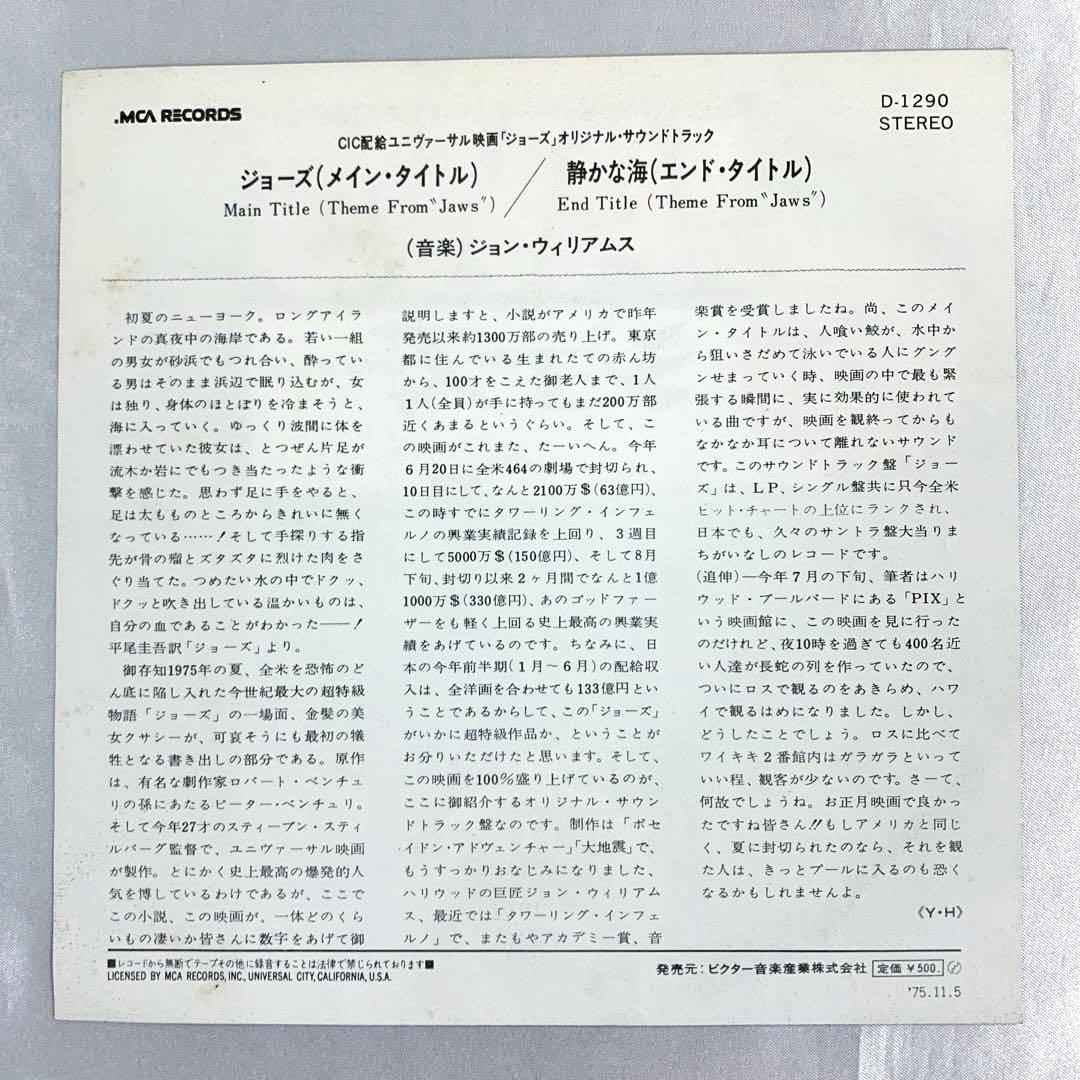 MCA RECORDS
D-1290
STEREO
CIC配給ユニヴァーサル映画「ジョーズ」オリジナル・サウンドトラック
ジョーズ(メイン・タイトル)／静かな海(エンド・タイトル)
Main Title (Theme From〝Jaws〟)／End Title (Theme From〝Jaws〟)
(音楽)ジョン・ウィリアムス
初夏のニューヨーク。ロングアイラ
ンドの真夜中の海岸である。若い一組
の男女が砂浜でもつれ合い、酔ってい
る男はそのまま浜辺で眠り込むが、女
は独り、身体のほとぼりを冷まそうと、
海に入っていく。ゆっくり波間に体を
漂わせていた彼女は、とつぜん片足が
流木か岩にでもつき当たったような衝
撃を感じた。思わず足に手をやると、
足は太もものところからきれいに無く
なっている……！そして手探りする指
先が骨の瘤とズタズタに烈けた肉をさ
ぐり当てた。つめたい水の中でドクッ、
ドクッと吹き出している温かいものは、
自分の血であることがわかった──！
平尾圭吾訳「ジョーズ」より。
御存知1975年の夏、全米を恐怖のど
ん底に陥し入れた今世紀最大の超特級
物語「ジョーズ」の一場面、金髪の美
女クサシーが、可哀そうにも最初の犠
牲となる書き出しの部分である。原作
は、有名な劇作家ロバート・ベンチュ
リの孫にあたるピーター・ベンチュリ。
そして今年27才のスティーブン・スティ
ルバーグ監督で、ユニヴァーサル映画
が製作。とにかく史上最高の爆発的人
気を博しているわけであるが、ここで
この小説、この映画が、一体どのくら
いもの凄いか皆さんに数字をあげて御
説明しますと、小説がアメリカで昨年
発売以来約1300万部の売り上げ。東京
都に住んでいる生まれたての赤ん坊
から、100才をこえた御老人まで、1人
1人(全員)が手に持ってもまだ200万部
近くあまるというぐらい。そして、こ
の映画がこれまた、たーいへん。今年
6月20日に全米464の劇場で封切られ、
10日目にして、なんと2100万＄(63億円)、
この時すでにタワーリング・インフェ
ルノの興業実績記録を上回り、3週目
にして5000万＄(150億円)、そして8月
下旬、封切り以来2ヶ月間でなんと1億
1000万＄(330億円)、あのゴッドファー
ザーをも軽く上回る史上最高の興業実
績をあげているのです。ちなみに、日
本の今年前半期(1月〜6月)の配給収
入は、全洋画を合わせても133億円とい
うことであるからして、この「ジョーズ」
がいかに超特級作品か、ということが
お分りいただけたと思います。そして、
この映画を100％盛り上げているのが、
ここに御紹介するオリジナル・サウン
ドトラック盤なのです。制作は「ポセ
イドン・アドヴェンチャー」「大地震」で、
もうすっかりおなじみになりました、
ハリウッドの巨匠ジョン・ウィリアム
ス、最近では「タワーリング・インフェ
ルノ」で、またもやアカデミー賞、音
楽賞を受賞しましたね。尚、このメイ
ン・タイトルは、人喰い鮫が、水中か
ら狙いさだめて泳いでいる人にグング
ンせまっていく時、映画の中で最も緊
張する瞬間に、実に効果的に使われて
いる曲ですが、映画を観終ってからも
なかなか耳について離れないサウンド
です。このサウンドトラック盤「ジョー
ズ」は、LP、シングル盤共に只今全米
ヒット・チャートの上位にランクされ、
日本でも、久々のサントラ盤大当りま
ちがいなしのレコードです。
(追伸)—今年7月の下旬、筆者はハリ
ウッド・ブールバードにある「PIX」と
いう映画館に、この映画を見に行った
のだけれど、夜10時を過ぎても400名近
い人達が長蛇の列を作っていたので、
ついにロスで観るのをあきらめ、ハワ
イで観るはめになりました。しかし、
どうしたことでしょう。ロスに比べて
ワイキキ2番館内はガラガラといって
いい程、観客が少ないのです。さーて、
何故でしょうね。お正月映画で良かっ
たですね皆さん!!もしアメリカと同じ
く、夏に封切られたのなら、それを観
た人は、きっとプールに入るのも恐く
なるかもしれませんよ。
《Y・H》
■レコードから無断でテープその他に録音することは法律で禁じられております■
LICENSED BY MCA RECORDS, INC., UNIVERSAL CITY, CALIFORNIA, U.S.A.
発売元：ビクター音楽産業株式会社 定価￥500.
'75.11.5